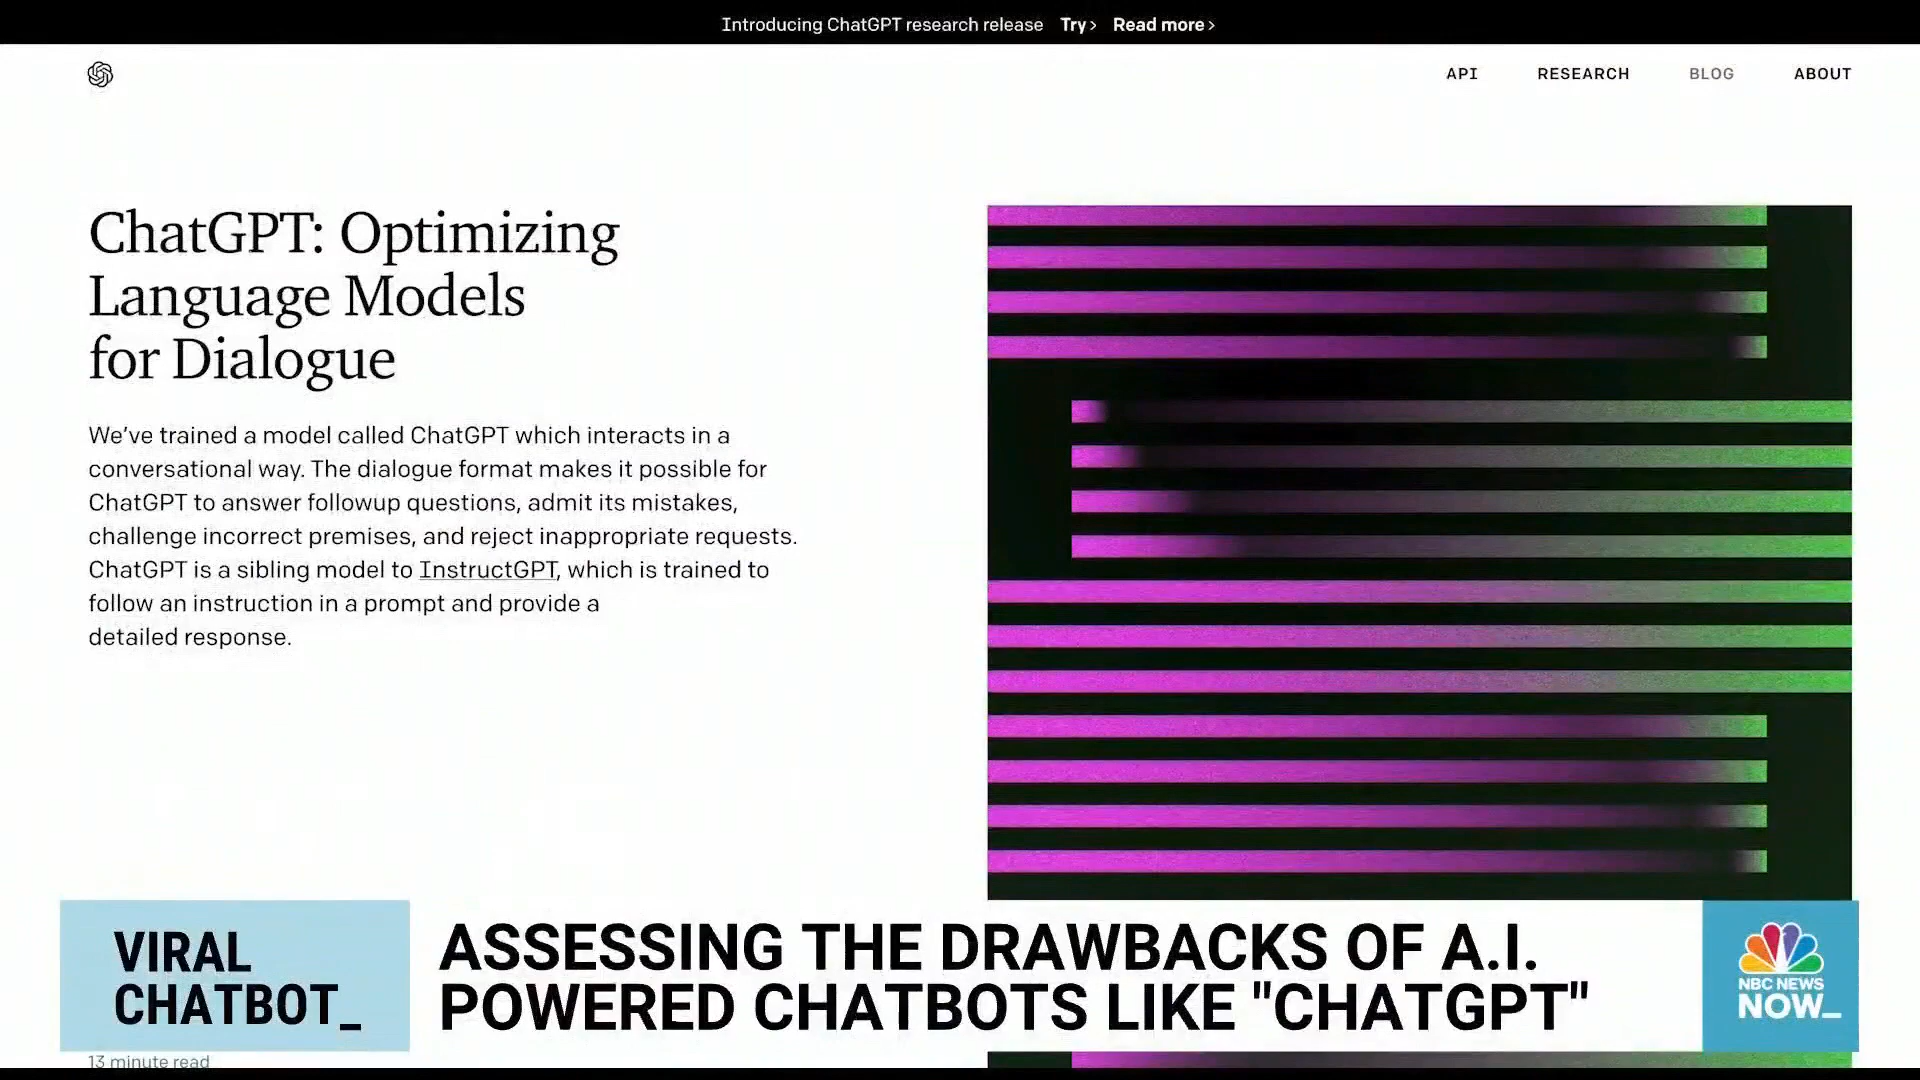 Introducing ChatGPT research release Try › Read more ›
API RESEARCH BLOG ABOUT
ChatGPT: Optimizing
Language Models
for Dialogue
We’ve trained a model called ChatGPT which interacts in a
conversational way. The dialogue format makes it possible for
ChatGPT to answer followup questions, admit its mistakes,
challenge incorrect premises, and reject inappropriate requests.
ChatGPT is a sibling model to InstructGPT, which is trained to
follow an instruction in a prompt and provide a
detailed response.
VIRAL
CHATBOT_
ASSESSING THE DRAWBACKS OF A.I.
POWERED CHATBOTS LIKE "CHATGPT"
NBC NEWS
NOW_
13 minute read